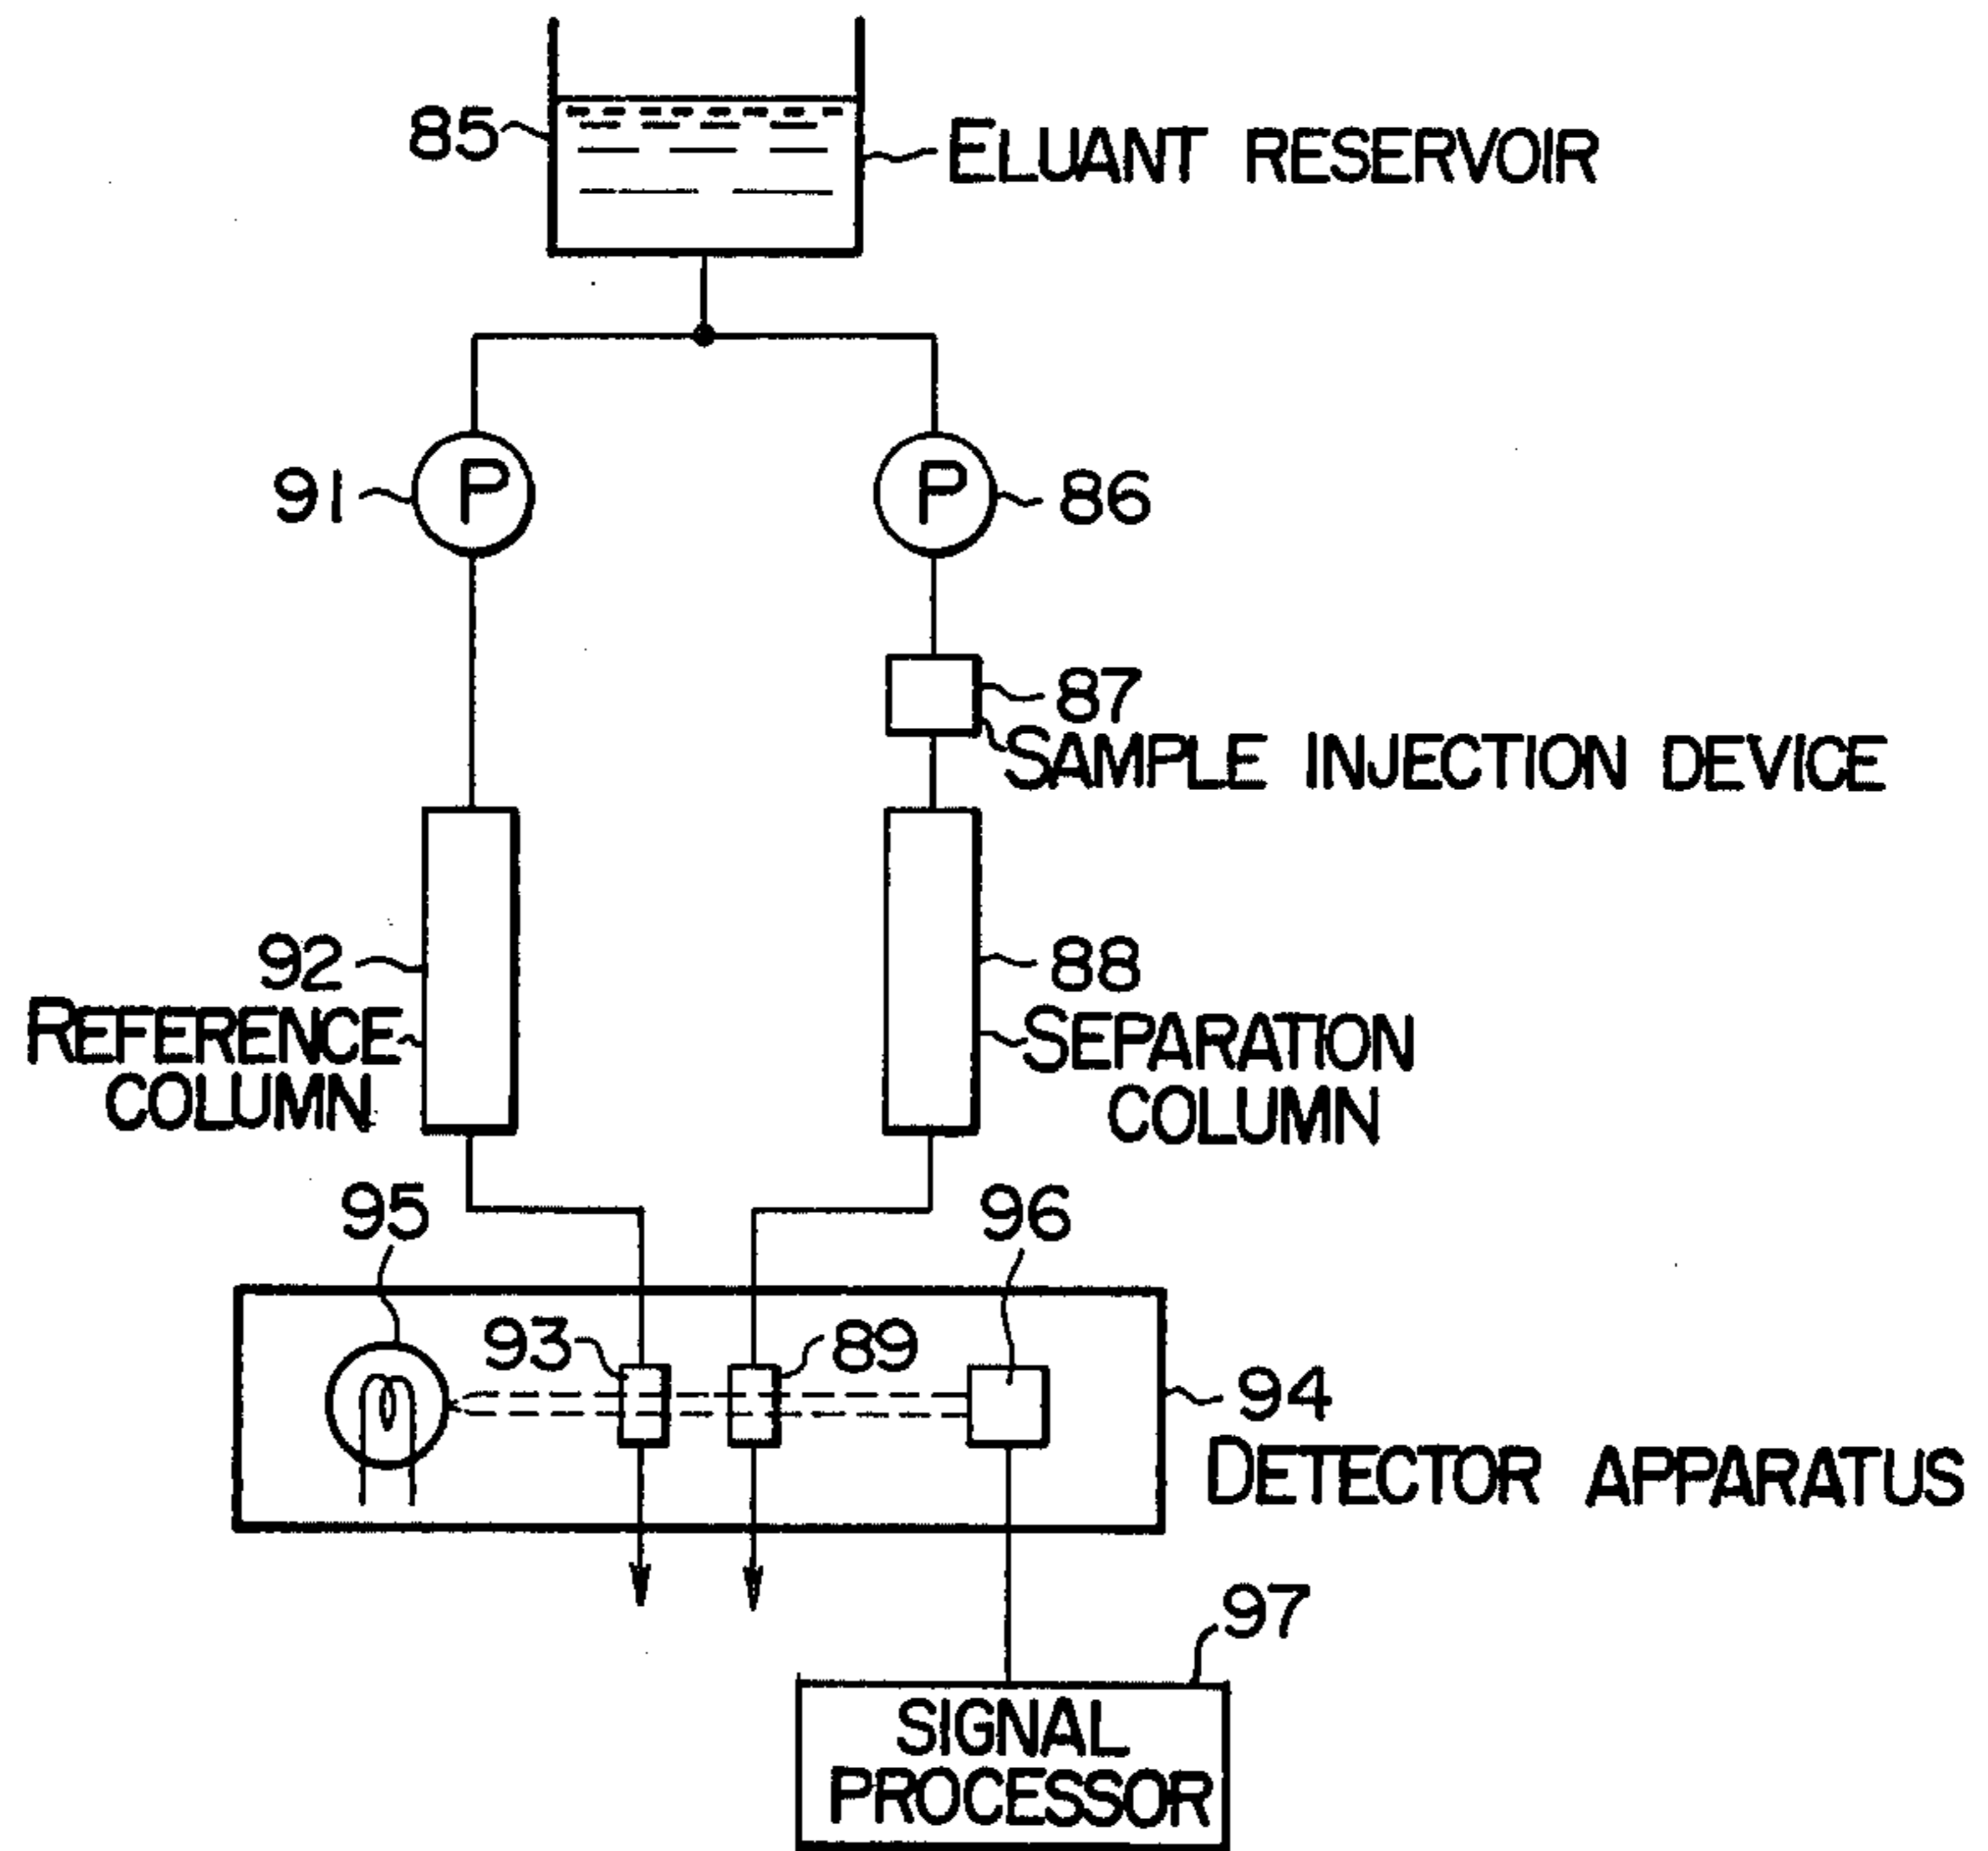 85
ELUANT RESERVOIR
91
P
P
86
87
SAMPLE INJECTION DEVICE
92
REFERENCE
COLUMN
88
SEPARATION
COLUMN
95
96
93
89
94
DETECTOR APPARATUS
97
SIGNAL
PROCESSOR